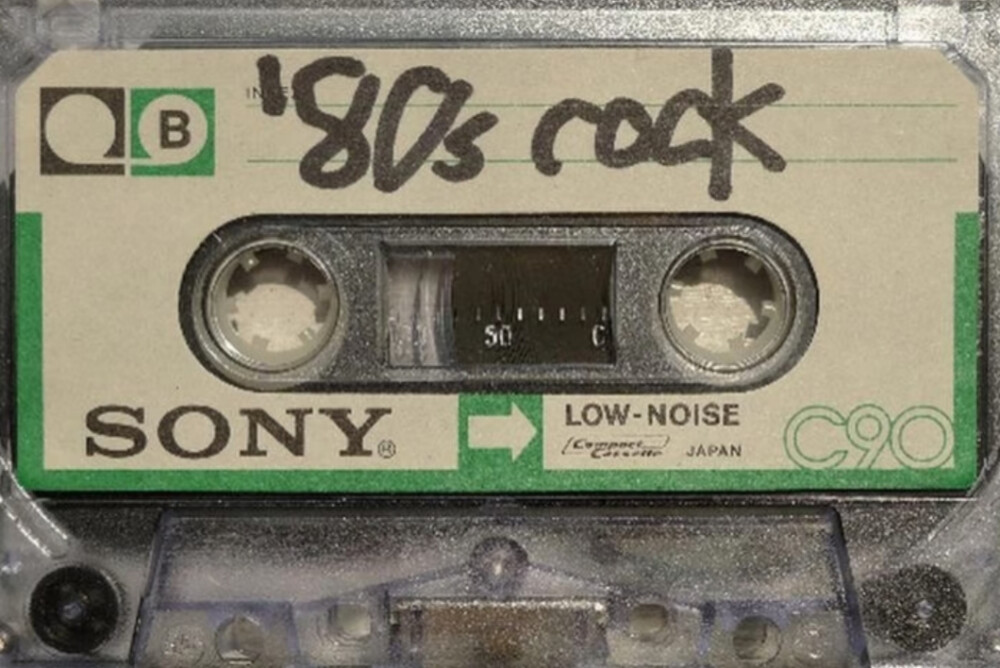 B
'80s rock
50
SONY®
LOW-NOISE
Compact Cassette
JAPAN
C90